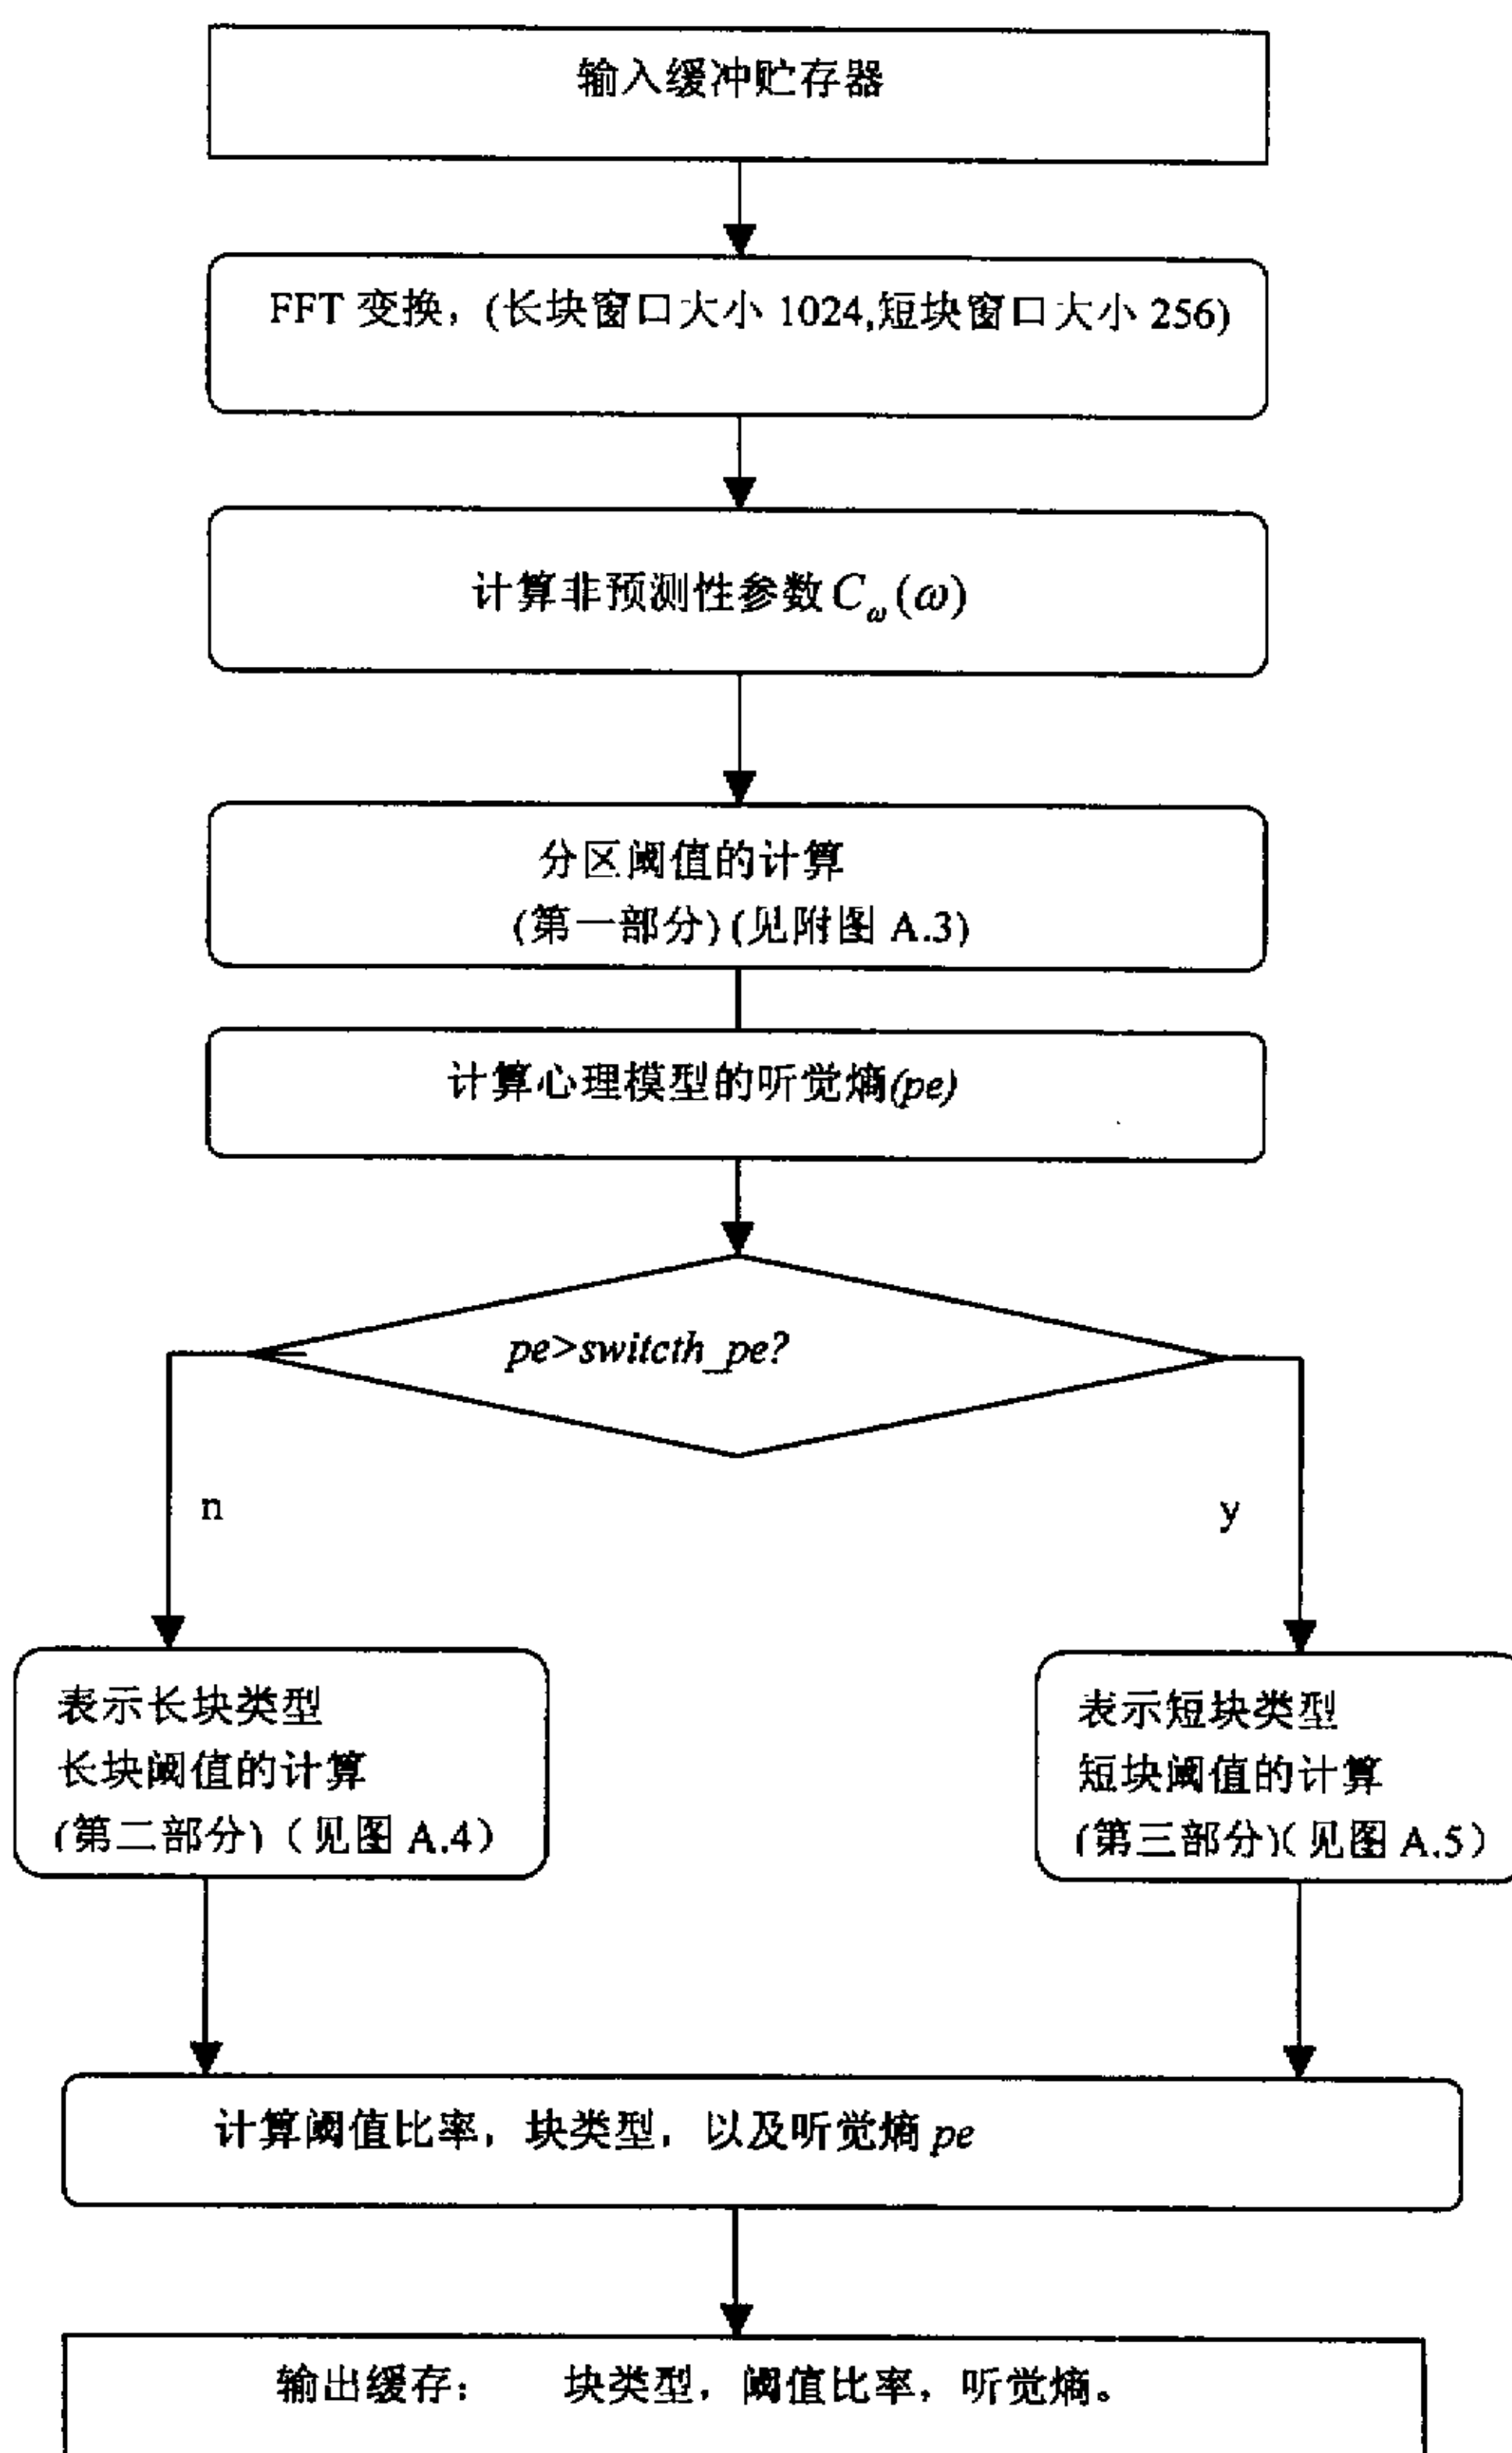 输入缓冲贮存器
FFT 变换，(长块窗口大小 1024,短块窗口大小 256)
计算非预测性参数 C_ω(ω)
分区阈值的计算
(第一部分) (见附图 A.3)
计算心理模型的听觉熵(pe)
pe>switcth_pe?
n
y
表示长块类型
长块阈值的计算
(第二部分)（见图 A.4）
表示短块类型
短块阈值的计算
(第三部分)（见图 A.5）
计算阈值比率，块类型，以及听觉熵 pe
输出缓存： 块类型，阈值比率，听觉熵。